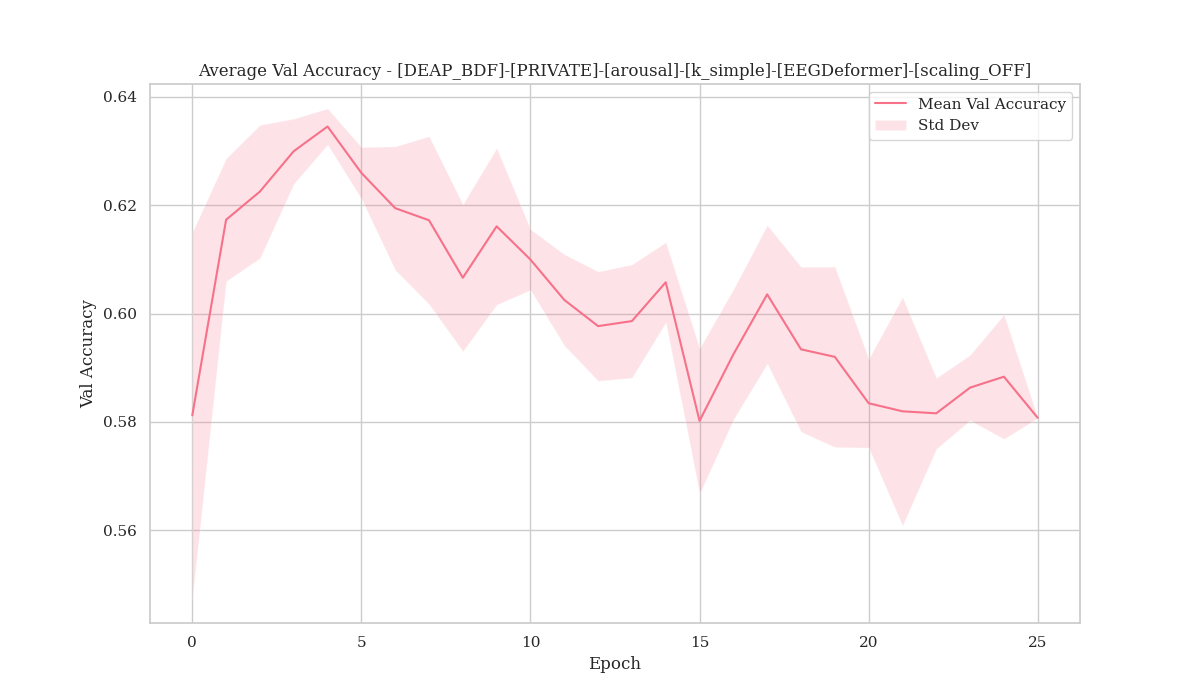 Average Val Accuracy - [DEAP_BDF]-[PRIVATE]-[arousal]-[k_simple]-[EEGDeformer]-[scaling_OFF]
Mean Val Accuracy
Std Dev
Val Accuracy
0.64
0.62
0.60
0.58
0.56
0 5 10 15 20 25
Epoch